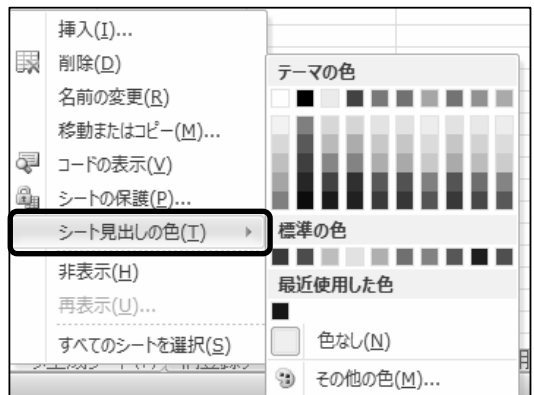 挿入(I)...
削除(D)
名前の変更(R)
移動またはコピー(M)...
コードの表示(V)
シートの保護(P)...
シート見出しの色(T)
非表示(H)
再表示(U)...
すべてのシートを選択(S)
テーマの色
標準の色
最近使用した色
色なし(N)
その他の色(M)...